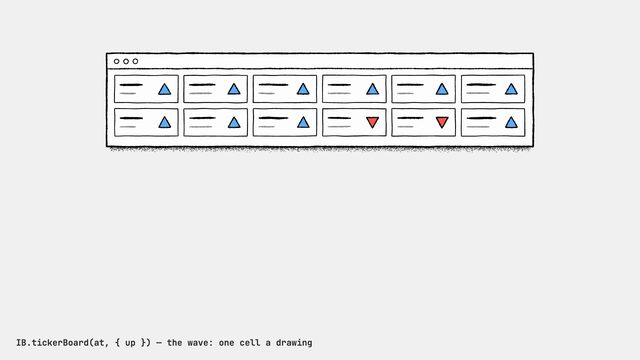 IB.tickerBoard(at, { up }) — the wave: one cell a drawing